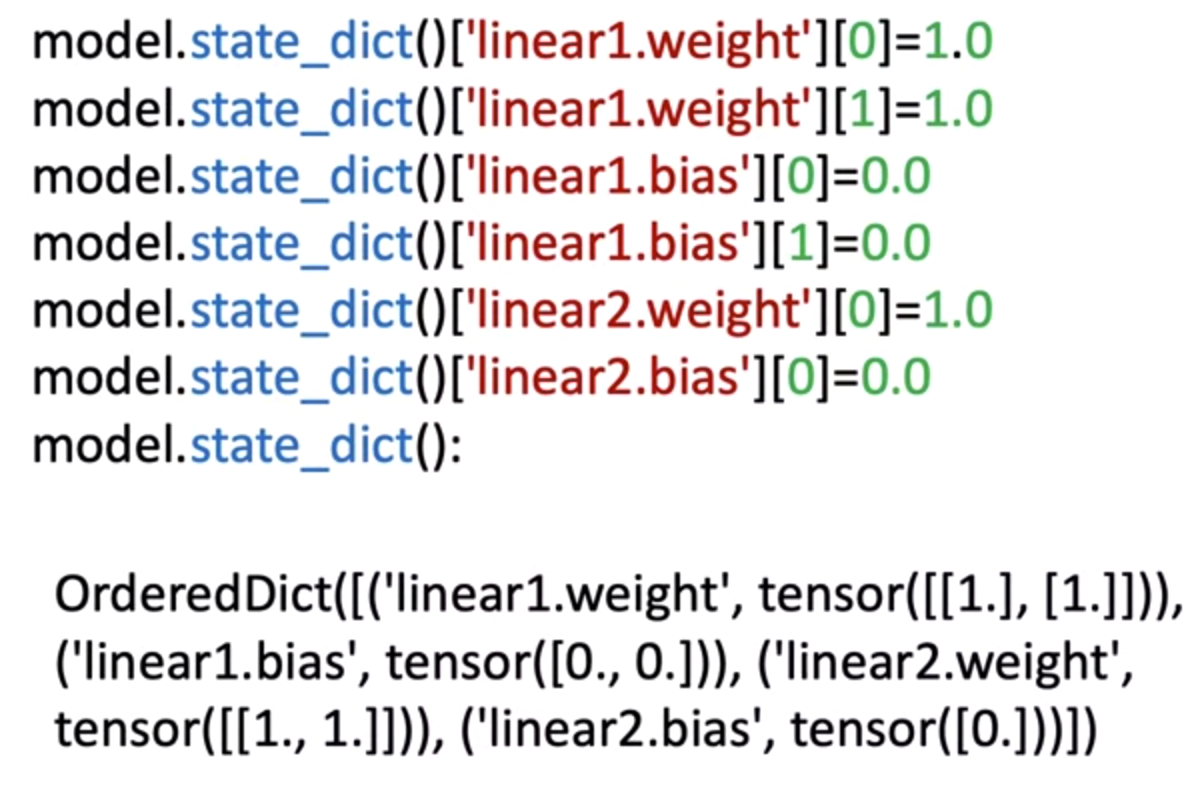 model.state_dict()['linear1.weight'][0]=1.0
model.state_dict()['linear1.weight'][1]=1.0
model.state_dict()['linear1.bias'][0]=0.0
model.state_dict()['linear1.bias'][1]=0.0
model.state_dict()['linear2.weight'][0]=1.0
model.state_dict()['linear2.bias'][0]=0.0
model.state_dict():
OrderedDict([('linear1.weight', tensor([[1.], [1.]])),
('linear1.bias', tensor([0., 0.])), ('linear2.weight',
tensor([[1., 1.]])), ('linear2.bias', tensor([0.]))])